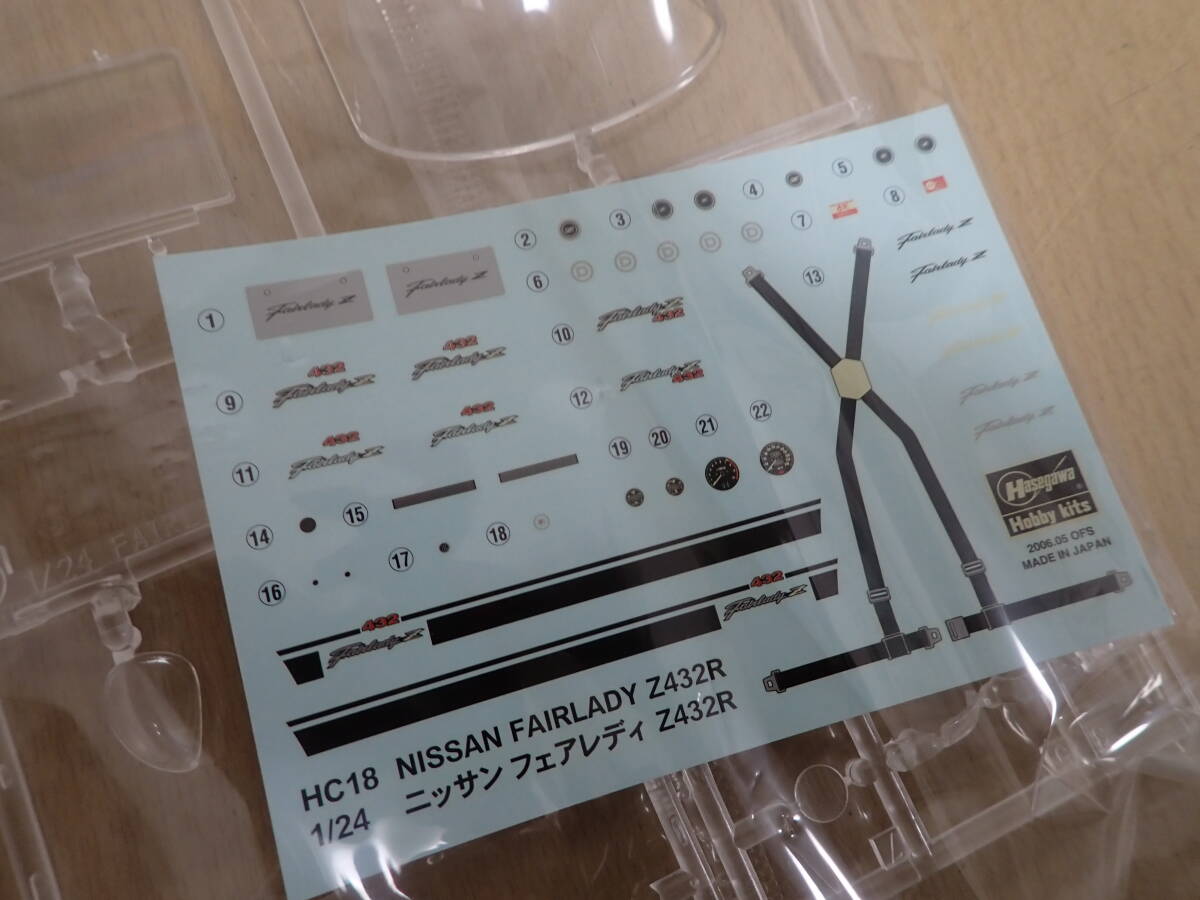 1
Fairlady Z
Fairlady Z
2
3
4
5
6
D
D
D
D
D
7
8
Fairlady Z
Fairlady Z
9
432
Fairlady Z
432
Fairlady Z
10
Fairlady Z
432
11
432
Fairlady Z
432
Fairlady Z
12
Fairlady Z
432
13
Fairlady Z
Fairlady Z
14
15
16
17
18
19
20
21
22
432
Fairlady Z
432
Fairlady Z
Hasegawa
Hobby kits
2006.05 OFS
MADE IN JAPAN
HC18 NISSAN FAIRLADY Z432R
1/24 ニッサン フェアレディ Z432R
1/24